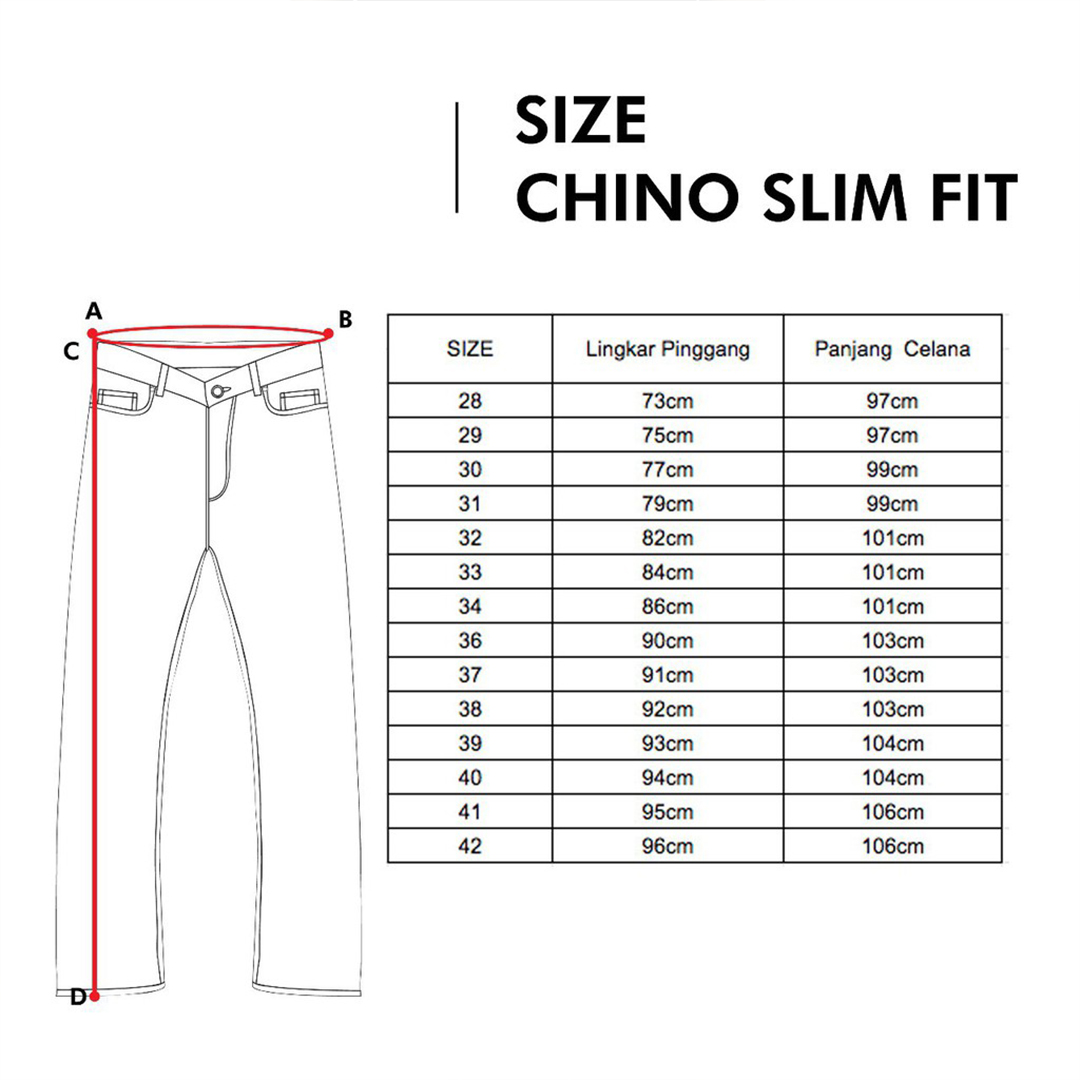 SIZE
CHINO SLIM FIT
A
B
C
D
SIZE Lingkar Pinggang Panjang Celana
28 73cm 97cm
29 75cm 97cm
30 77cm 99cm
31 79cm 99cm
32 82cm 101cm
33 84cm 101cm
34 86cm 101cm
36 90cm 103cm
37 91cm 103cm
38 92cm 103cm
39 93cm 104cm
40 94cm 104cm
41 95cm 106cm
42 96cm 106cm